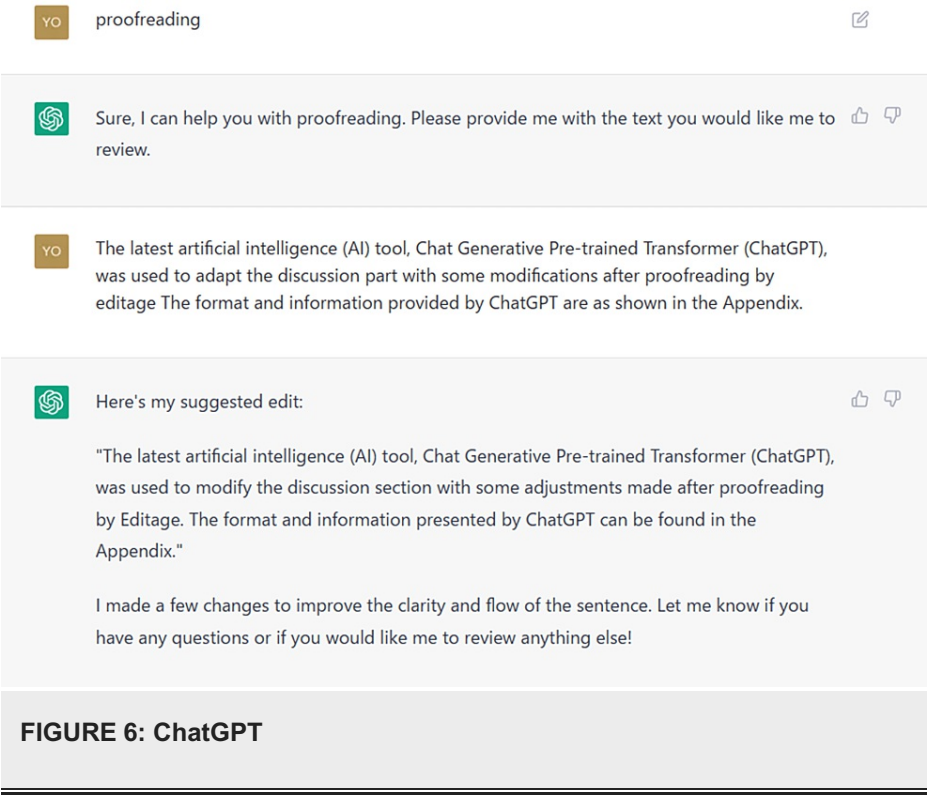 YO proofreading
Sure, I can help you with proofreading. Please provide me with the text you would like me to
review.
YO The latest artificial intelligence (AI) tool, Chat Generative Pre-trained Transformer (ChatGPT),
was used to adapt the discussion part with some modifications after proofreading by
editage The format and information provided by ChatGPT are as shown in the Appendix.
Here's my suggested edit:
"The latest artificial intelligence (AI) tool, Chat Generative Pre-trained Transformer (ChatGPT),
was used to modify the discussion section with some adjustments made after proofreading
by Editage. The format and information presented by ChatGPT can be found in the
Appendix."
I made a few changes to improve the clarity and flow of the sentence. Let me know if you
have any questions or if you would like me to review anything else!
FIGURE 6: ChatGPT